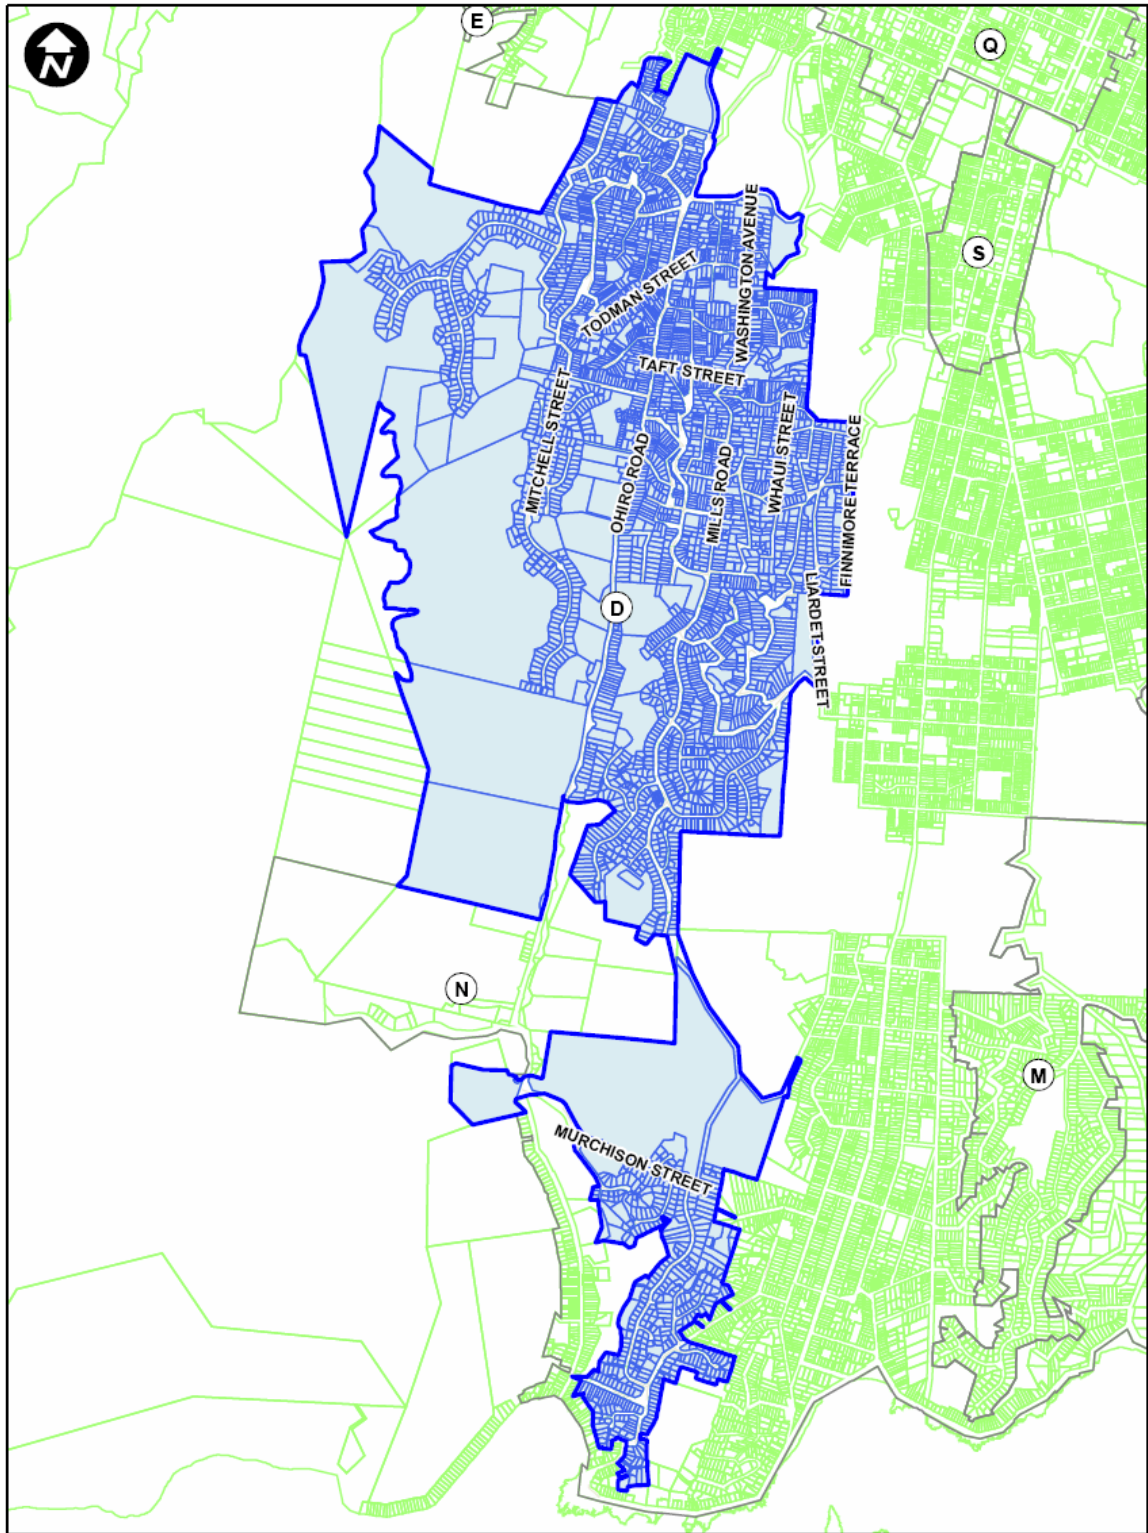 E
N
Q
WASHINGTON AVENUE
S
TODMAN STREET
TAFT STREET
MITCHELL STREET
WHAUI STREET
OHIRO ROAD
MILLS ROAD
FINNIMORE TERRACE
D
LIARDET STREET
N
M
MURCHISON STREET